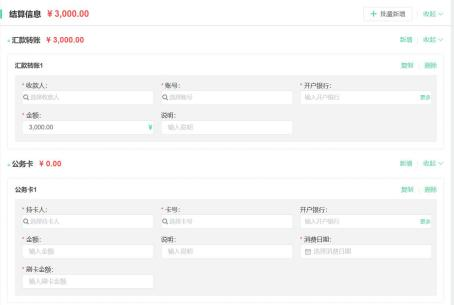 结算信息 ¥ 3,000.00 + 批量新增 收起
汇款转账 ¥ 3,000.00 新增 收起
汇款转账1 复制 删除
*收款人: *账号: *开户银行:
选择收款人 选择账号 输入开户银行 更多
*金额: 说明:
3,000.00 ¥ 输入说明
公务卡 ¥ 0.00 新增 收起
公务卡1 复制 删除
*持卡人: *卡号: 开户银行:
选择持卡人 选择卡号 输入开户银行 更多
*金额: 说明: *消费日期:
输入金额 输入说明 选择消费日期
*刷卡金额:
输入刷卡金额